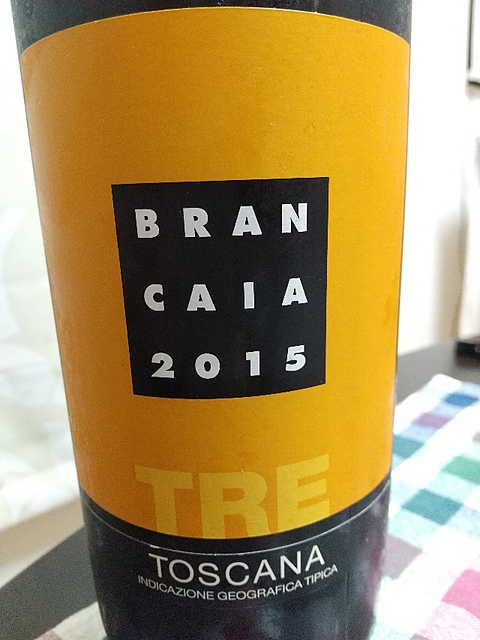 BRAN
CAIA
2015
TRE
TOSCANA
INDICAZIONE GEOGRAFICA TIPICA